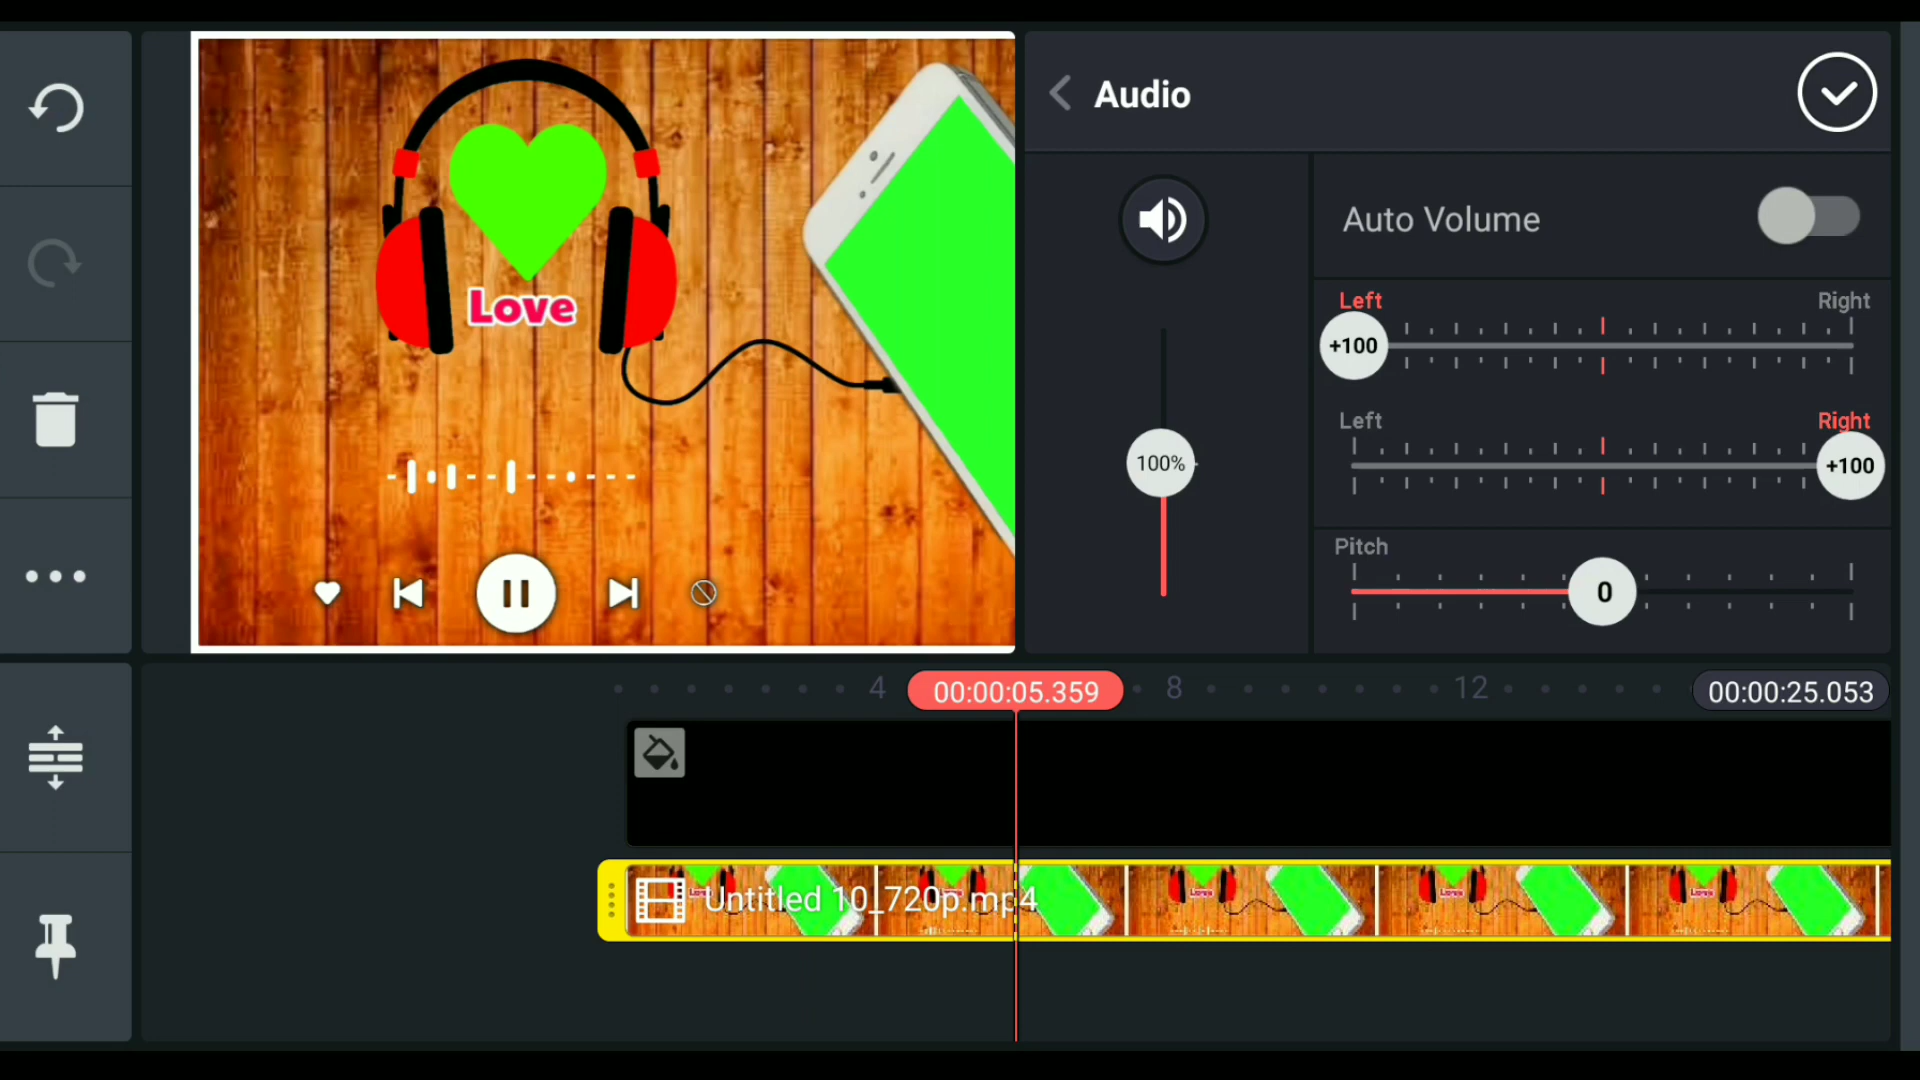 Audio
Auto Volume
Left Right
+100
Left Right
+100
100%
Pitch
0
Love
4 00:00:05.359 8 12 00:00:25.053
Untitled 10_720p.mp4